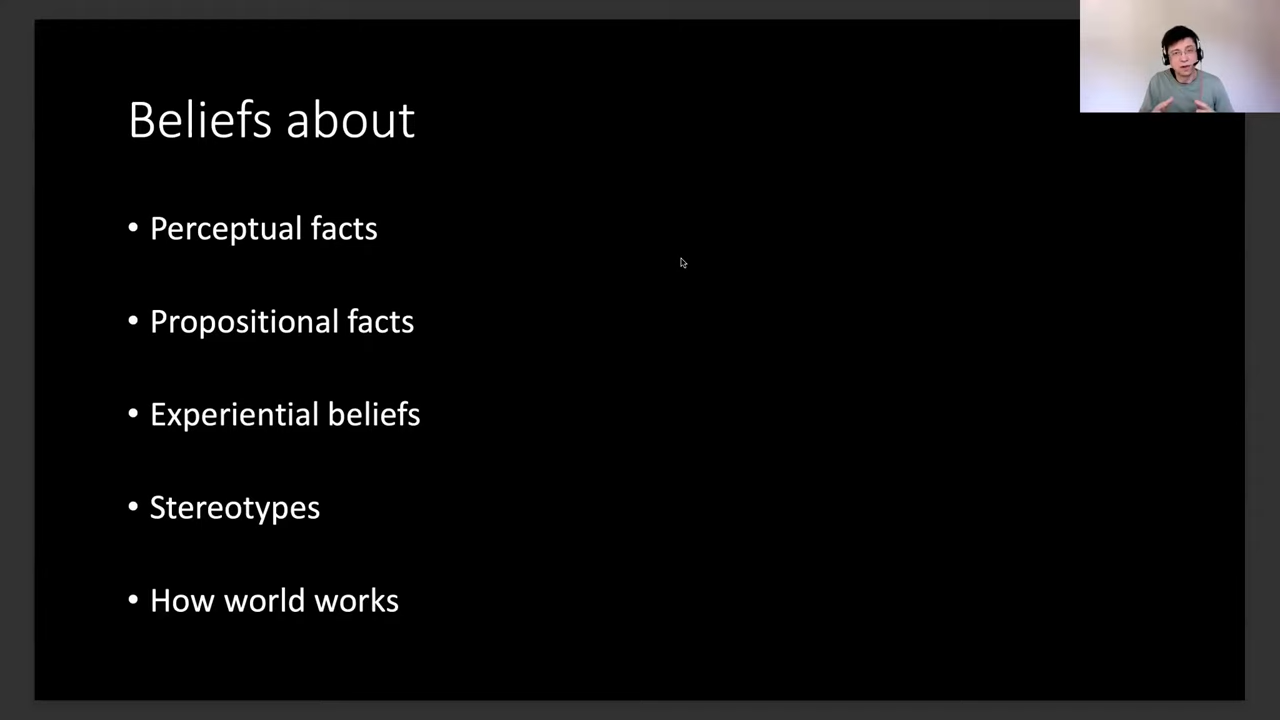 Beliefs about
• Perceptual facts
• Propositional facts
• Experiential beliefs
• Stereotypes
• How world works